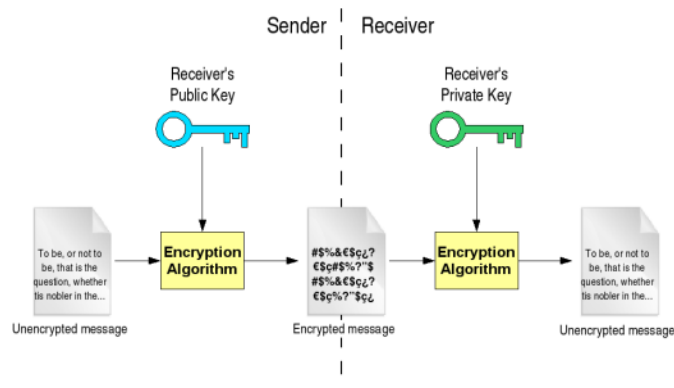 Sender
Receiver
Receiver's
Public Key
Receiver's
Private Key
To be, or not to
be, that is the
question, whether
tis nobler in the...
Encryption
Algorithm
#$%&€$ç¿?
€$ç#$%?"$
#$%&€$ç¿?
€$ç%?"$ç¿
Encryption
Algorithm
To be, or not to
be, that is the
question, whether
tis nobler in the...
Unencrypted message
Encrypted message
Unencrypted message